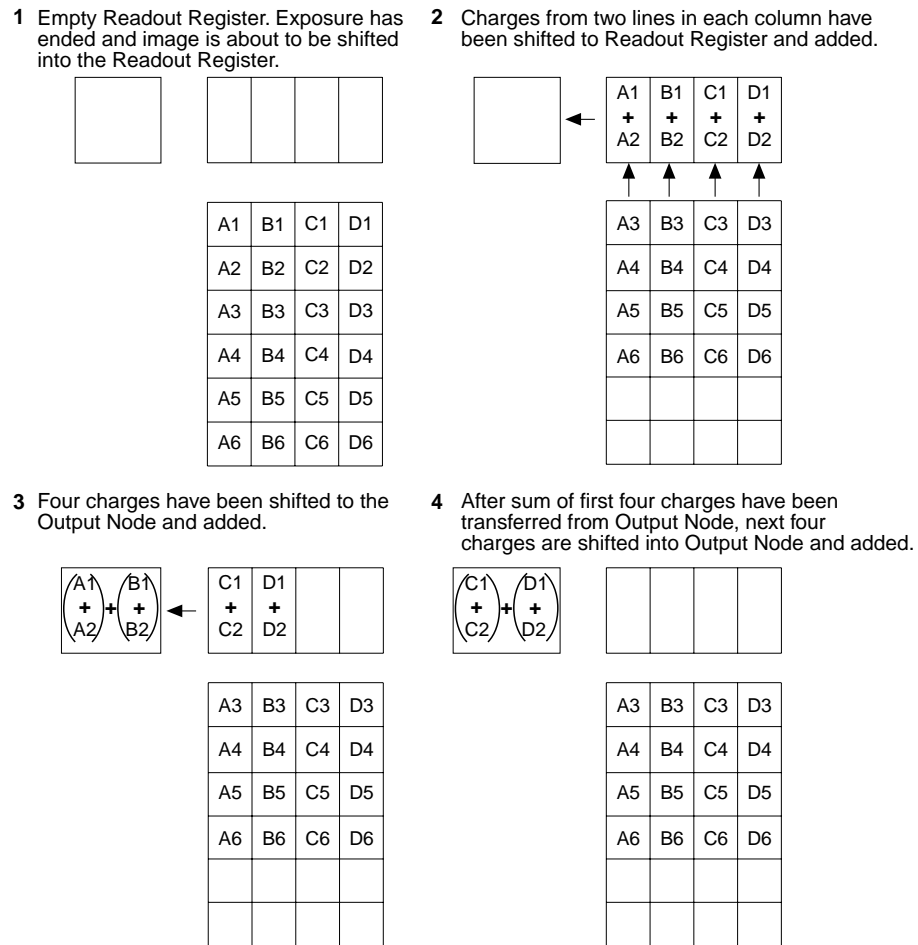 1 Empty Readout Register. Exposure has
ended and image is about to be shifted
into the Readout Register.
A1 B1 C1 D1
A2 B2 C2 D2
A3 B3 C3 D3
A4 B4 C4 D4
A5 B5 C5 D5
A6 B6 C6 D6
2 Charges from two lines in each column have
been shifted to Readout Register and added.
A1 B1 C1 D1
+ + + +
A2 B2 C2 D2
A3 B3 C3 D3
A4 B4 C4 D4
A5 B5 C5 D5
A6 B6 C6 D6
3 Four charges have been shifted to the
Output Node and added.
(A1) (B1) C1 D1
+ + + + +
(A2) (B2) C2 D2
A3 B3 C3 D3
A4 B4 C4 D4
A5 B5 C5 D5
A6 B6 C6 D6
4 After sum of first four charges have been
transferred from Output Node, next four
charges are shifted into Output Node and added.
(C1) (D1)
+ + +
(C2) (D2)
A3 B3 C3 D3
A4 B4 C4 D4
A5 B5 C5 D5
A6 B6 C6 D6